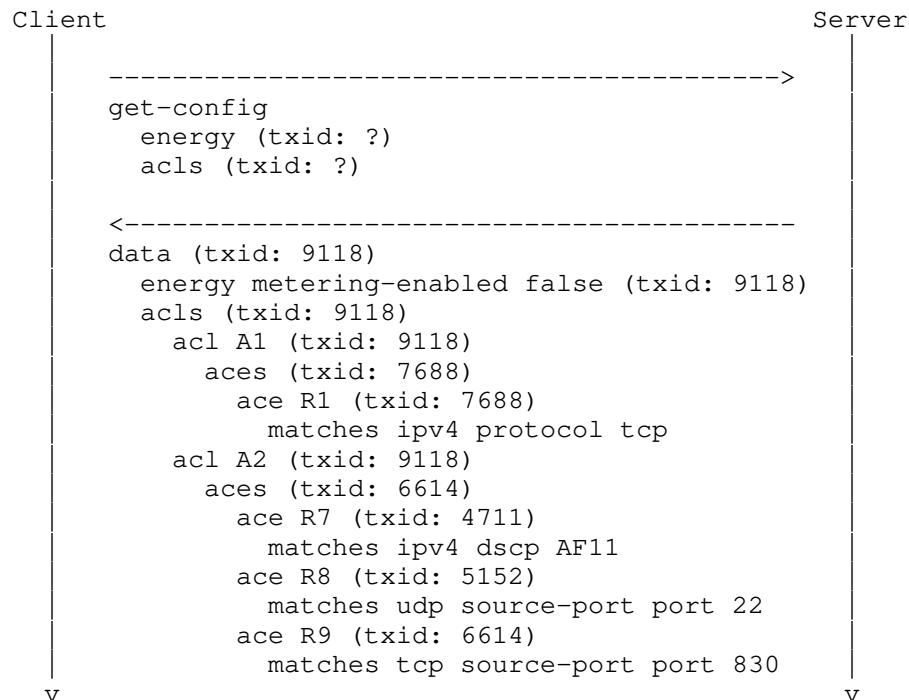 Client Server
------------------------------------------>
get-config
energy (txid: ?)
acls (txid: ?)
<------------------------------------------
data (txid: 9118)
energy metering-enabled false (txid: 9118)
acls (txid: 9118)
acl A1 (txid: 9118)
aces (txid: 7688)
ace R1 (txid: 7688)
matches ipv4 protocol tcp
acl A2 (txid: 9118)
aces (txid: 6614)
ace R7 (txid: 4711)
matches ipv4 dscp AF11
ace R8 (txid: 5152)
matches udp source-port port 22
ace R9 (txid: 6614)
matches tcp source-port port 830
v v